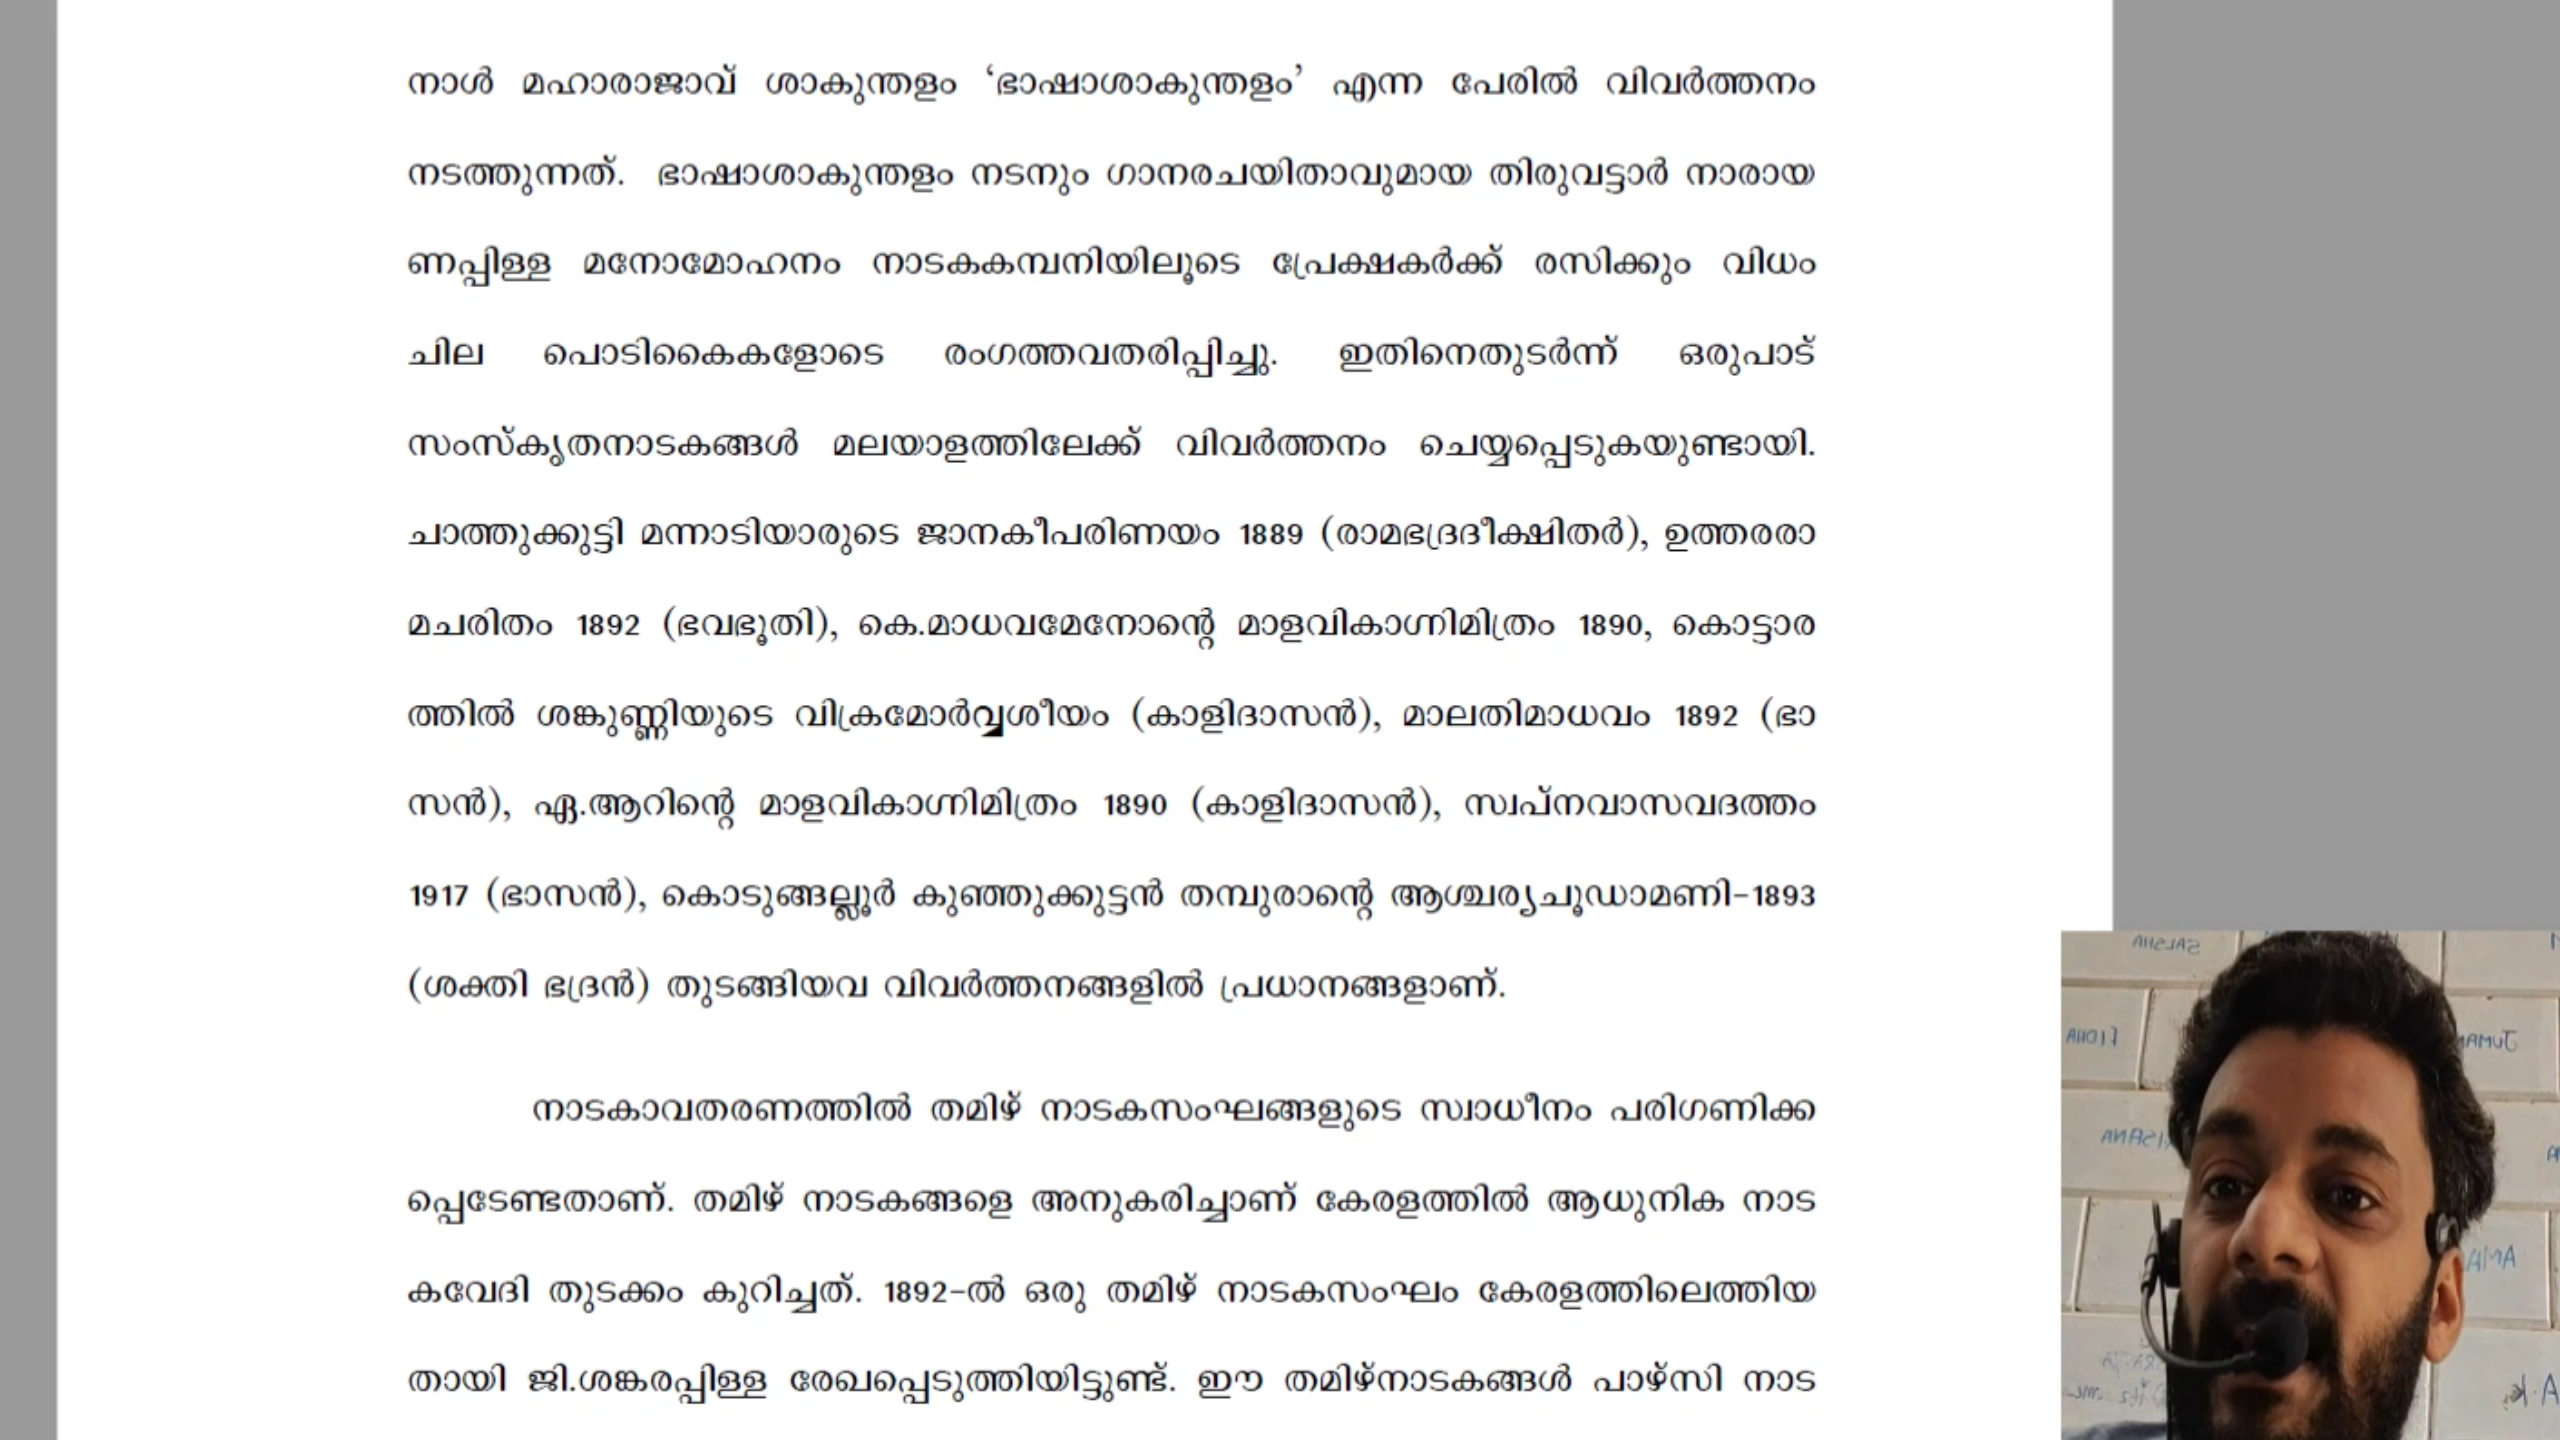 നാൾ മഹാരാജാവ് ശാകുന്തളം ‘ഭാഷാശാകുന്തളം’ എന്ന പേരിൽ വിവർത്തനം
നടത്തുന്നത്. ഭാഷാശാകുന്തളം നടനും ഗാനരചയിതാവുമായ തിരുവട്ടാർ നാരായ
ണപ്പിള്ള മനോമോഹനം നാടകകമ്പനിയിലൂടെ പ്രേക്ഷകർക്ക് രസിക്കും വിധം
ചില പൊടികൈകളോടെ രംഗത്തവതരിപ്പിച്ചു. ഇതിനെതുടർന്ന് ഒരുപാട്
സംസ്കൃതനാടകങ്ങൾ മലയാളത്തിലേക്ക് വിവർത്തനം ചെയ്യപ്പെടുകയുണ്ടായി.
ചാത്തുക്കുട്ടി മന്നാടിയാരുടെ ജാനകീപരിണയം 1889 (രാമഭദ്രദീക്ഷിതർ), ഉത്തരരാ
മചരിതം 1892 (ഭവഭൂതി), കെ.മാധവമേനോന്റെ മാളവികാഗ്നിമിത്രം 1890, കൊട്ടാര
ത്തിൽ ശങ്കുണ്ണിയുടെ വിക്രമോർവ്വശീയം (കാളിദാസൻ), മാലതിമാധവം 1892 (ഭാ
സൻ), ഏ.ആറിന്റെ മാളവികാഗ്നിമിത്രം 1890 (കാളിദാസൻ), സ്വപ്നവാസവദത്തം
1917 (ഭാസൻ), കൊടുങ്ങല്ലൂർ കുഞ്ഞുക്കുട്ടൻ തമ്പുരാന്റെ ആശ്ചര്യചൂഡാമണി-1893
(ശക്തി ഭദ്രൻ) തുടങ്ങിയവ വിവർത്തനങ്ങളിൽ പ്രധാനങ്ങളാണ്.
നാടകാവതരണത്തിൽ തമിഴ് നാടകസംഘങ്ങളുടെ സ്വാധീനം പരിഗണിക്ക
പ്പെടേണ്ടതാണ്. തമിഴ് നാടകങ്ങളെ അനുകരിച്ചാണ് കേരളത്തിൽ ആധുനിക നാട
കവേദി തുടക്കം കുറിച്ചത്. 1892-ൽ ഒരു തമിഴ് നാടകസംഘം കേരളത്തിലെത്തിയ
തായി ജി.ശങ്കരപ്പിള്ള രേഖപ്പെടുത്തിയിട്ടുണ്ട്. ഈ തമിഴ്നാടകങ്ങൾ പാഴ്സി നാട
SALSHA
FIDHA